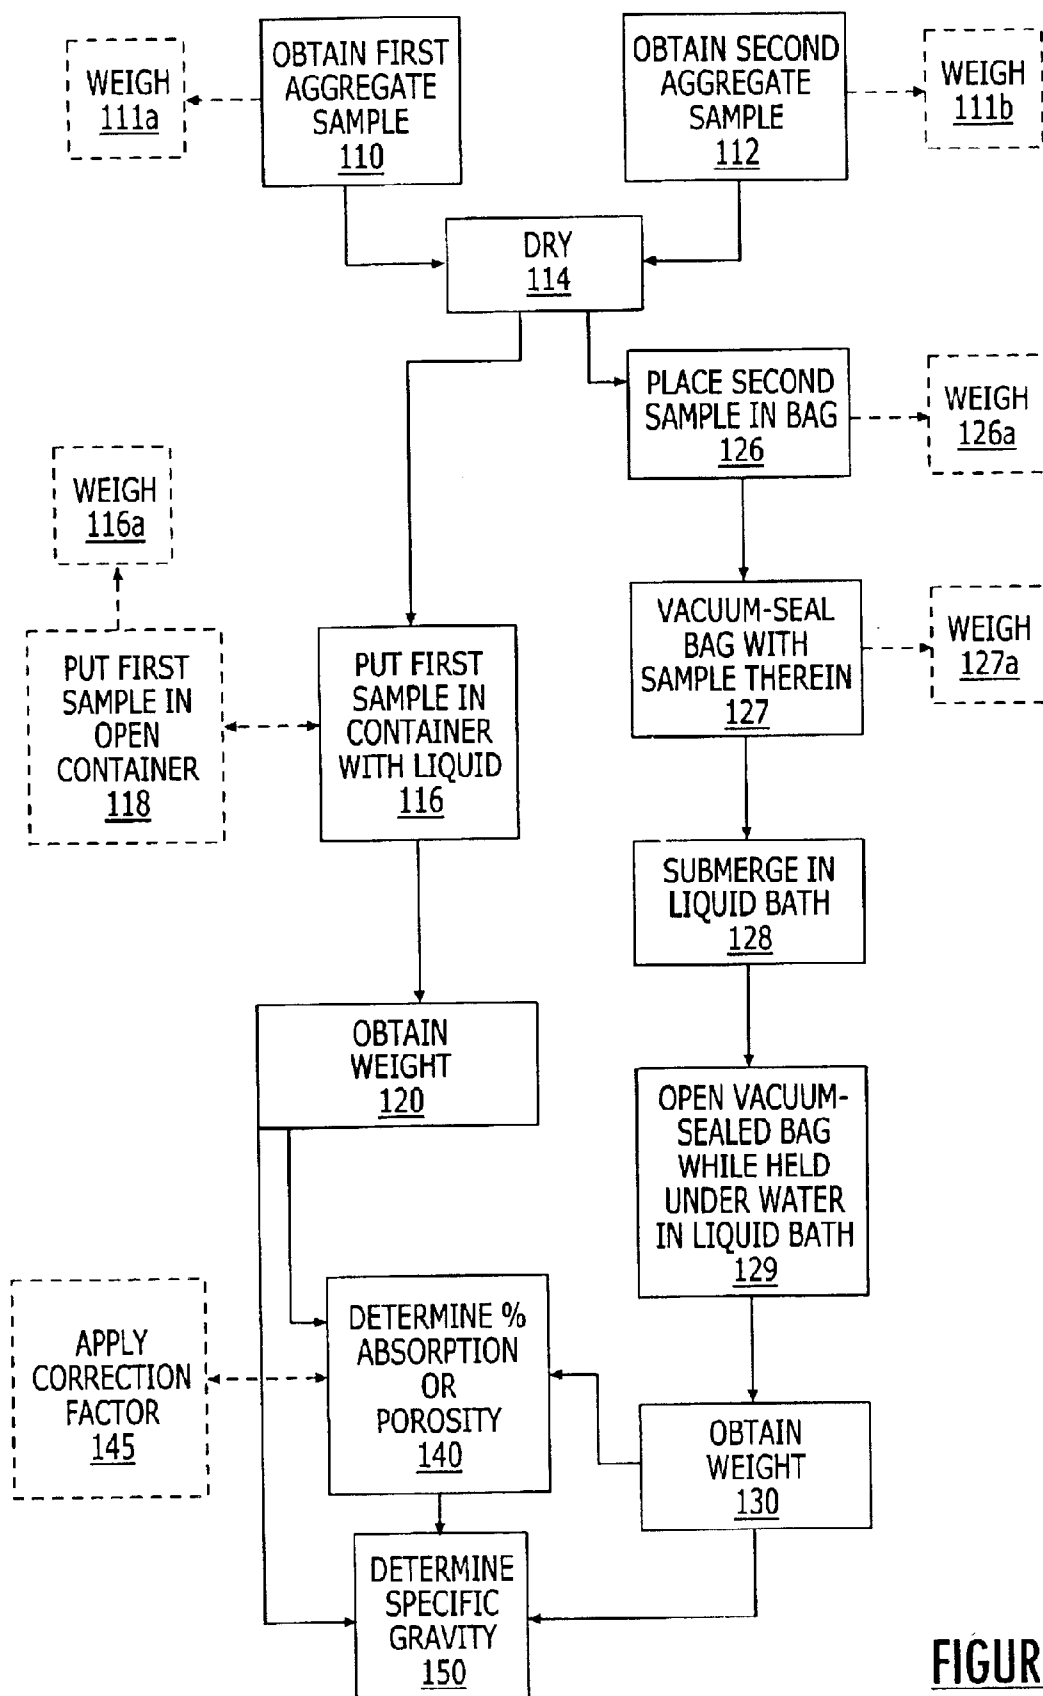 WEIGH
111a
OBTAIN FIRST
AGGREGATE
SAMPLE
110
OBTAIN SECOND
AGGREGATE
SAMPLE
112
WEIGH
111b
DRY
114
PLACE SECOND
SAMPLE IN BAG
126
WEIGH
126a
WEIGH
116a
PUT FIRST
SAMPLE IN
OPEN
CONTAINER
118
PUT FIRST
SAMPLE IN
CONTAINER
WITH LIQUID
116
VACUUM-SEAL
BAG WITH
SAMPLE THEREIN
127
WEIGH
127a
SUBMERGE IN
LIQUID BATH
128
OBTAIN
WEIGHT
120
OPEN VACUUM-
SEALED BAG
WHILE HELD
UNDER WATER
IN LIQUID BATH
129
APPLY
CORRECTION
FACTOR
145
DETERMINE %
ABSORPTION
OR
POROSITY
140
OBTAIN
WEIGHT
130
DETERMINE
SPECIFIC
GRAVITY
150
FIGUR